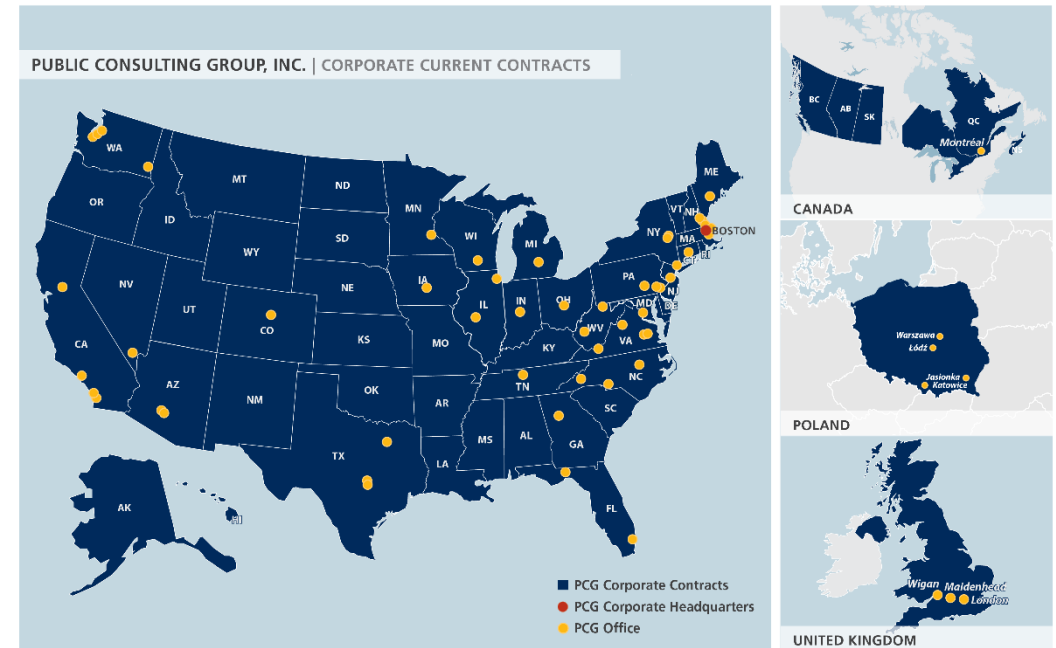 PUBLIC CONSULTING GROUP, INC. | CORPORATE CURRENT CONTRACTS
WA
OR
ID
MT
ND
MN
WY
SD
WI
MI
NY
VT
NH
ME
MA
BOSTON
RI
CT
NV
UT
CO
NE
IA
IL
IN
OH
PA
NJ
MD
DE
CA
AZ
NM
KS
MO
KY
WV
VA
OK
AR
TN
NC
SC
TX
LA
MS
AL
GA
FL
AK
HI
PCG Corporate Contracts
PCG Corporate Headquarters
PCG Office
BC
AB
SK
QC
Montréal
NS
CANADA
Warszawa
Łódź
Jasionka
Katowice
POLAND
Wigan
Maidenhead
London
UNITED KINGDOM